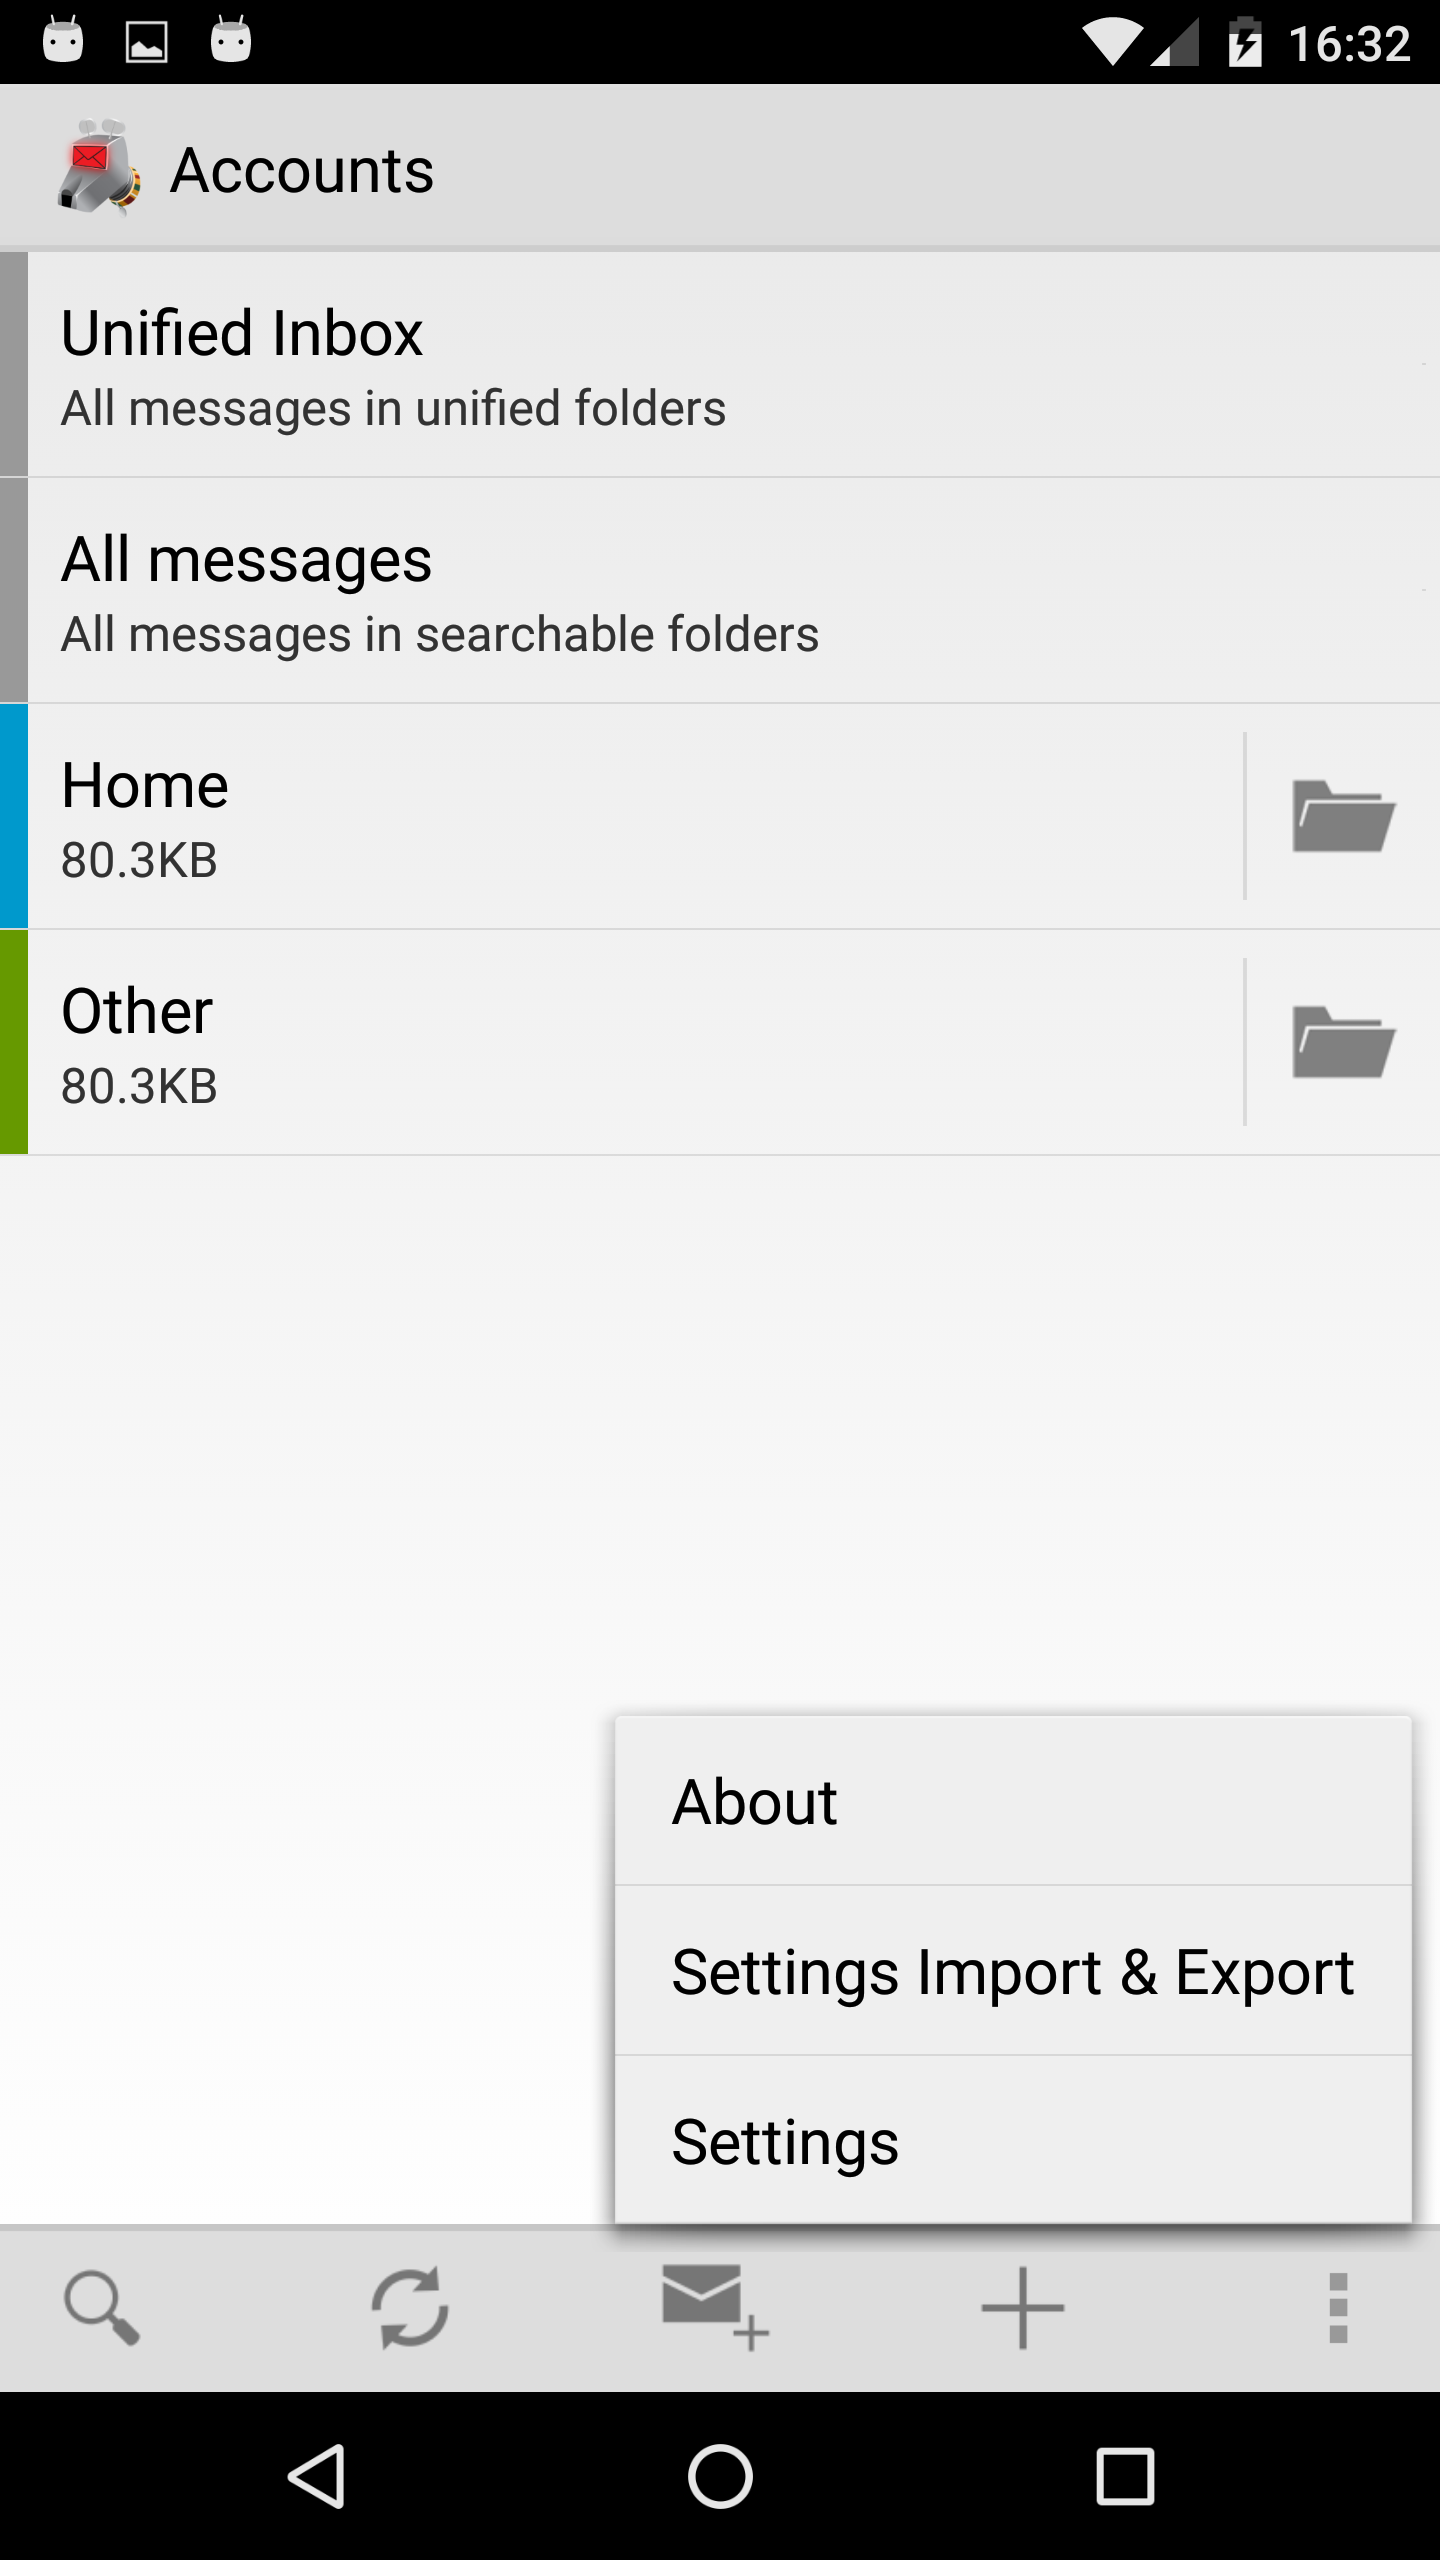 16:32
Accounts
Unified Inbox
All messages in unified folders
All messages
All messages in searchable folders
Home
80.3KB
Other
80.3KB
About
Settings Import & Export
Settings